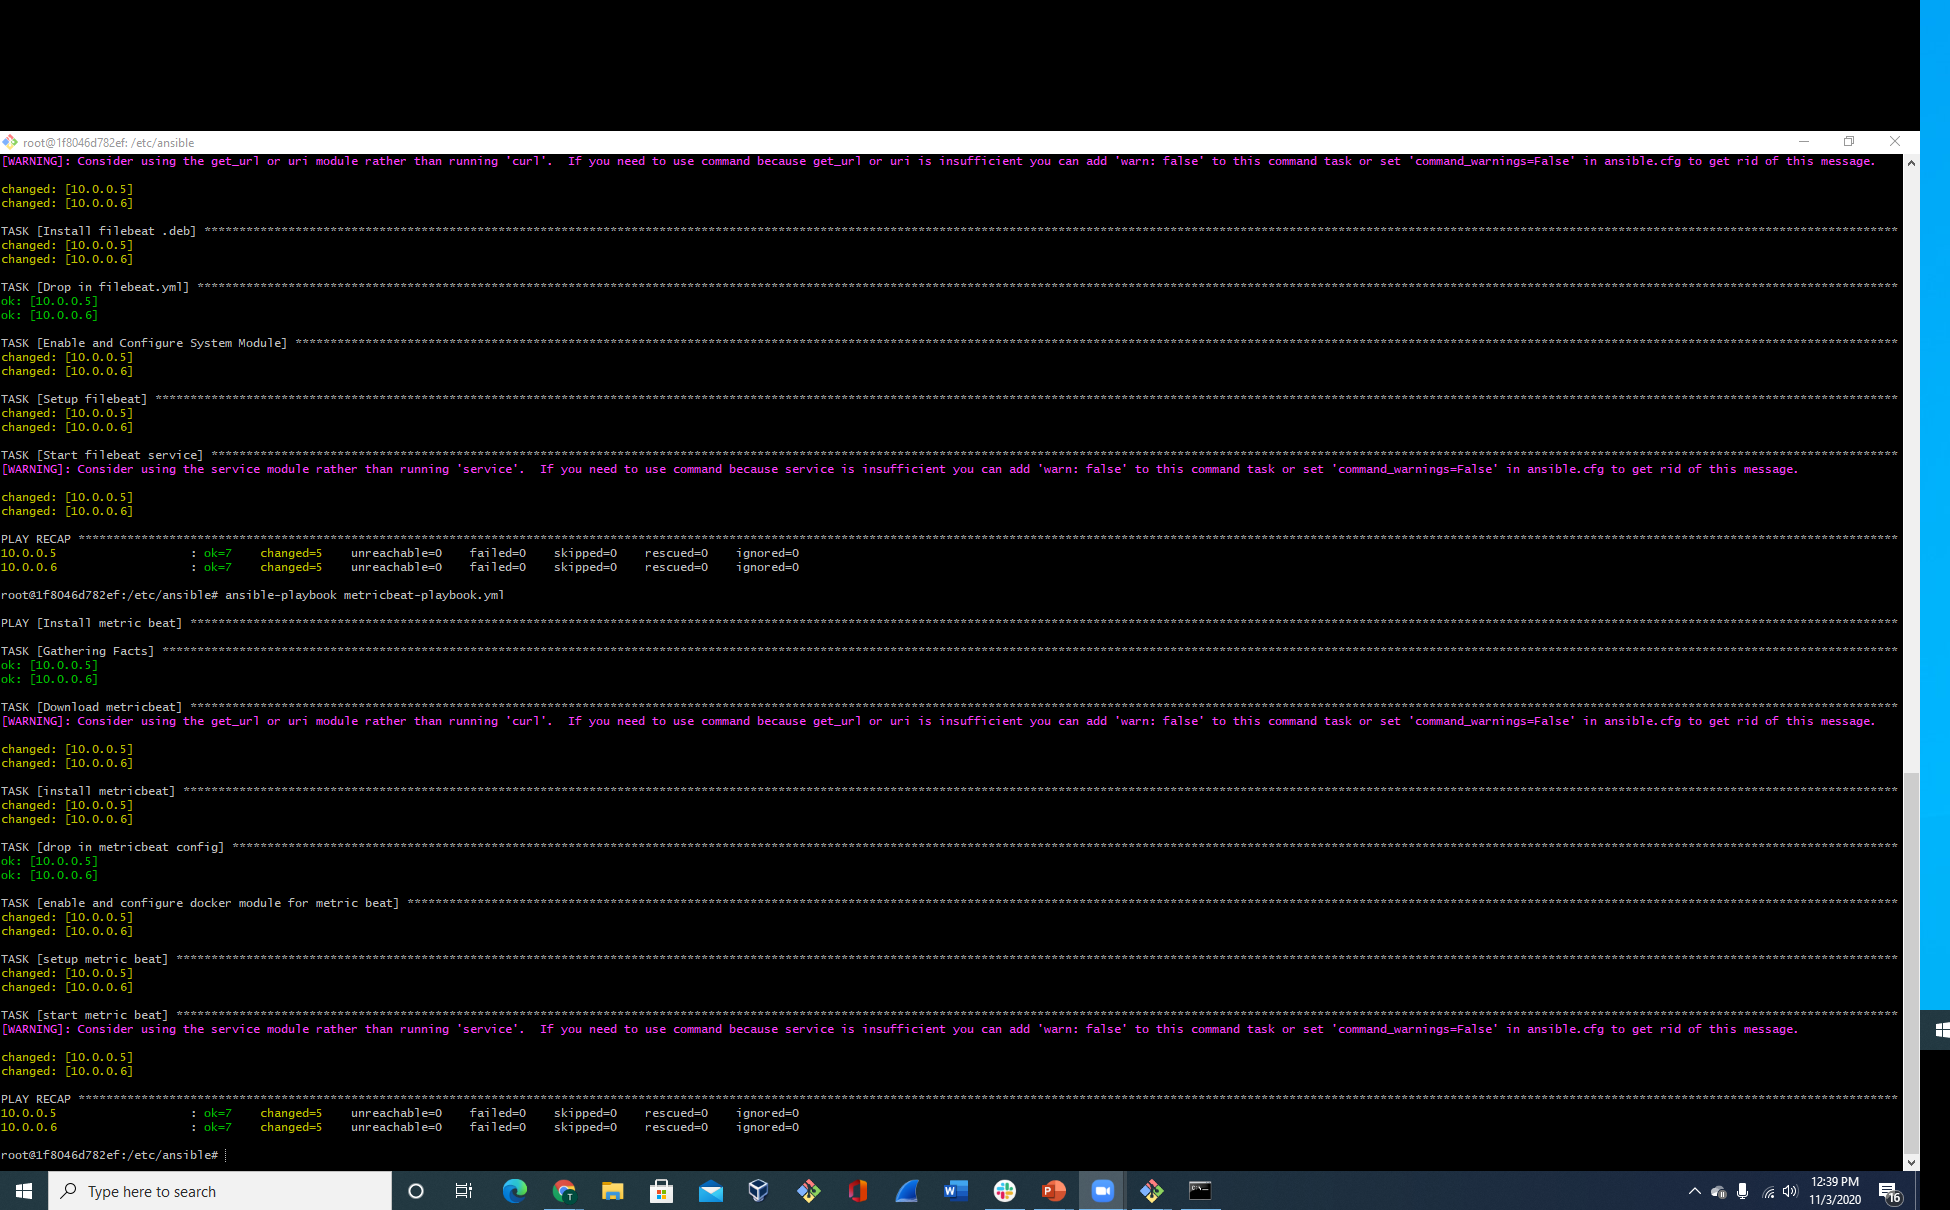 root@1f8046d782ef: /etc/ansible
[WARNING]: Consider using the get_url or uri module rather than running 'curl'.  If you need to use command because get_url or uri is insufficient you can add 'warn: false' to this command task or set 'command_warnings=False' in ansible.cfg to get rid of this message.
changed: [10.0.0.5]
changed: [10.0.0.6]
TASK [Install filebeat .deb] ****************************************
changed: [10.0.0.5]
changed: [10.0.0.6]
TASK [Drop in filebeat.yml] ****************************************
ok: [10.0.0.5]
ok: [10.0.0.6]
TASK [Enable and Configure System Module] ****************************************
changed: [10.0.0.5]
changed: [10.0.0.6]
TASK [Setup filebeat] ****************************************
changed: [10.0.0.5]
changed: [10.0.0.6]
TASK [Start filebeat service] ****************************************
[WARNING]: Consider using the service module rather than running 'service'.  If you need to use command because service is insufficient you can add 'warn: false' to this command task or set 'command_warnings=False' in ansible.cfg to get rid of this message.
changed: [10.0.0.5]
changed: [10.0.0.6]
PLAY RECAP ****************************************
10.0.0.5                   : ok=7    changed=5    unreachable=0    failed=0    skipped=0    rescued=0    ignored=0
10.0.0.6                   : ok=7    changed=5    unreachable=0    failed=0    skipped=0    rescued=0    ignored=0
root@1f8046d782ef:/etc/ansible# ansible-playbook metricbeat-playbook.yml
PLAY [Install metric beat] ****************************************
TASK [Gathering Facts] ****************************************
ok: [10.0.0.5]
ok: [10.0.0.6]
TASK [Download metricbeat] ****************************************
[WARNING]: Consider using the get_url or uri module rather than running 'curl'.  If you need to use command because get_url or uri is insufficient you can add 'warn: false' to this command task or set 'command_warnings=False' in ansible.cfg to get rid of this message.
changed: [10.0.0.5]
changed: [10.0.0.6]
TASK [install metricbeat] ****************************************
changed: [10.0.0.5]
changed: [10.0.0.6]
TASK [drop in metricbeat config] ****************************************
ok: [10.0.0.5]
ok: [10.0.0.6]
TASK [enable and configure docker module for metric beat] ****************************************
changed: [10.0.0.5]
changed: [10.0.0.6]
TASK [setup metric beat] ****************************************
changed: [10.0.0.5]
changed: [10.0.0.6]
TASK [start metric beat] ****************************************
[WARNING]: Consider using the service module rather than running 'service'.  If you need to use command because service is insufficient you can add 'warn: false' to this command task or set 'command_warnings=False' in ansible.cfg to get rid of this message.
changed: [10.0.0.5]
changed: [10.0.0.6]
PLAY RECAP ****************************************
10.0.0.5                   : ok=7    changed=5    unreachable=0    failed=0    skipped=0    rescued=0    ignored=0
10.0.0.6                   : ok=7    changed=5    unreachable=0    failed=0    skipped=0    rescued=0    ignored=0
root@1f8046d782ef:/etc/ansible#
Type here to search
12:39 PM
11/3/2020
16